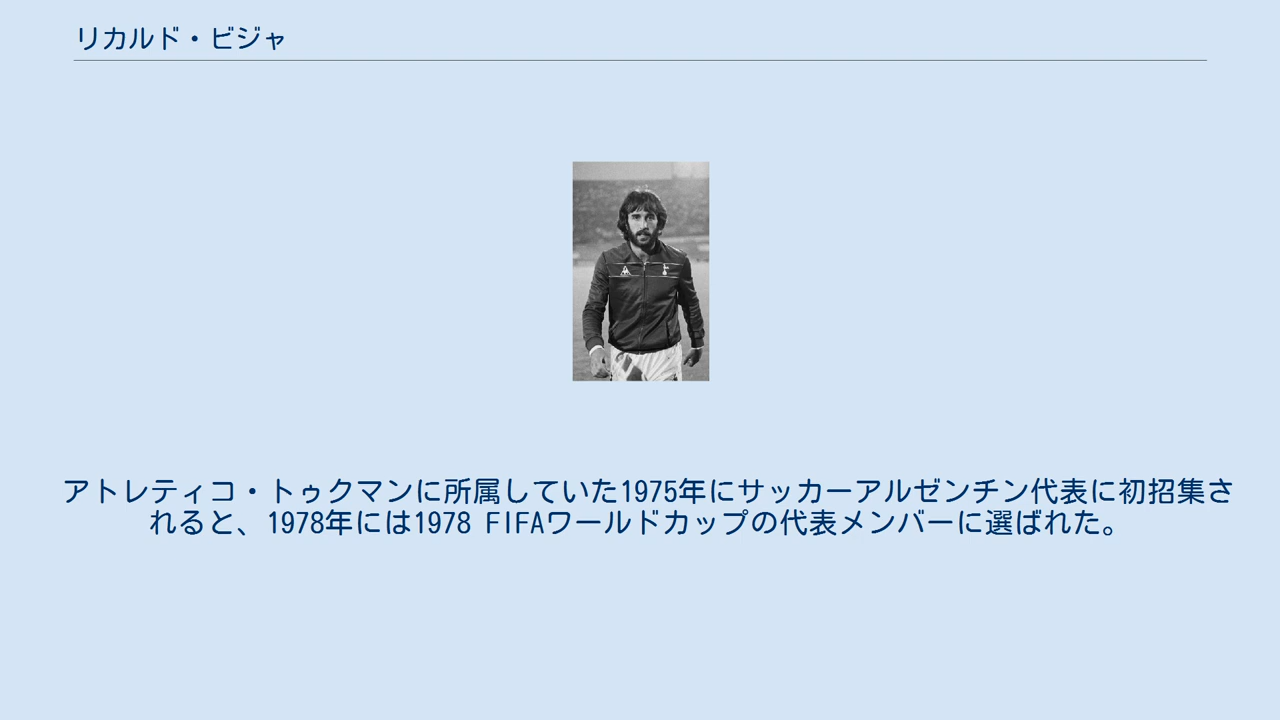 リカルド・ビジャ
アトレティコ・トゥクマンに所属していた1975年にサッカーアルゼンチン代表に初招集さ
れると、1978年には1978 FIFAワールドカップの代表メンバーに選ばれた。